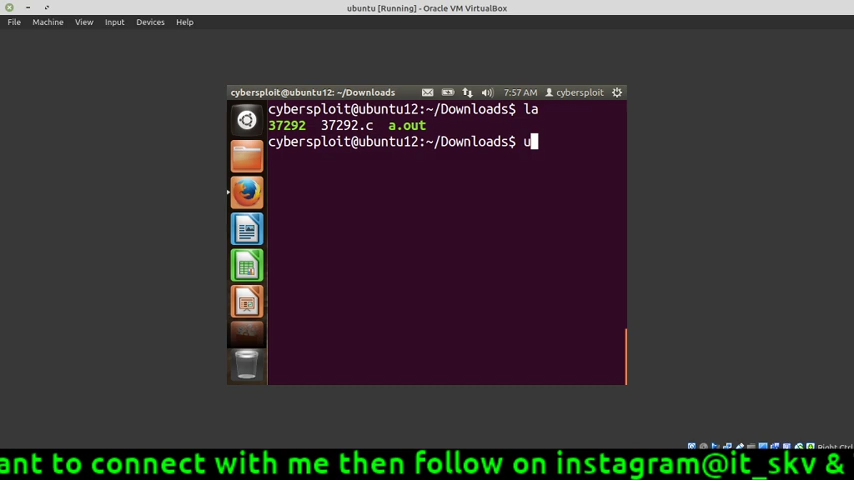 ubuntu [Running] - Oracle VM VirtualBox
File Machine View Input Devices Help
cybersploit@ubuntu12: ~/Downloads 7:57 AM cybersploit
cybersploit@ubuntu12:~/Downloads$ la
37292 37292.c a.out
cybersploit@ubuntu12:~/Downloads$ u
Right Ctrl
ant to connect with me then follow on instagram@it_skv &